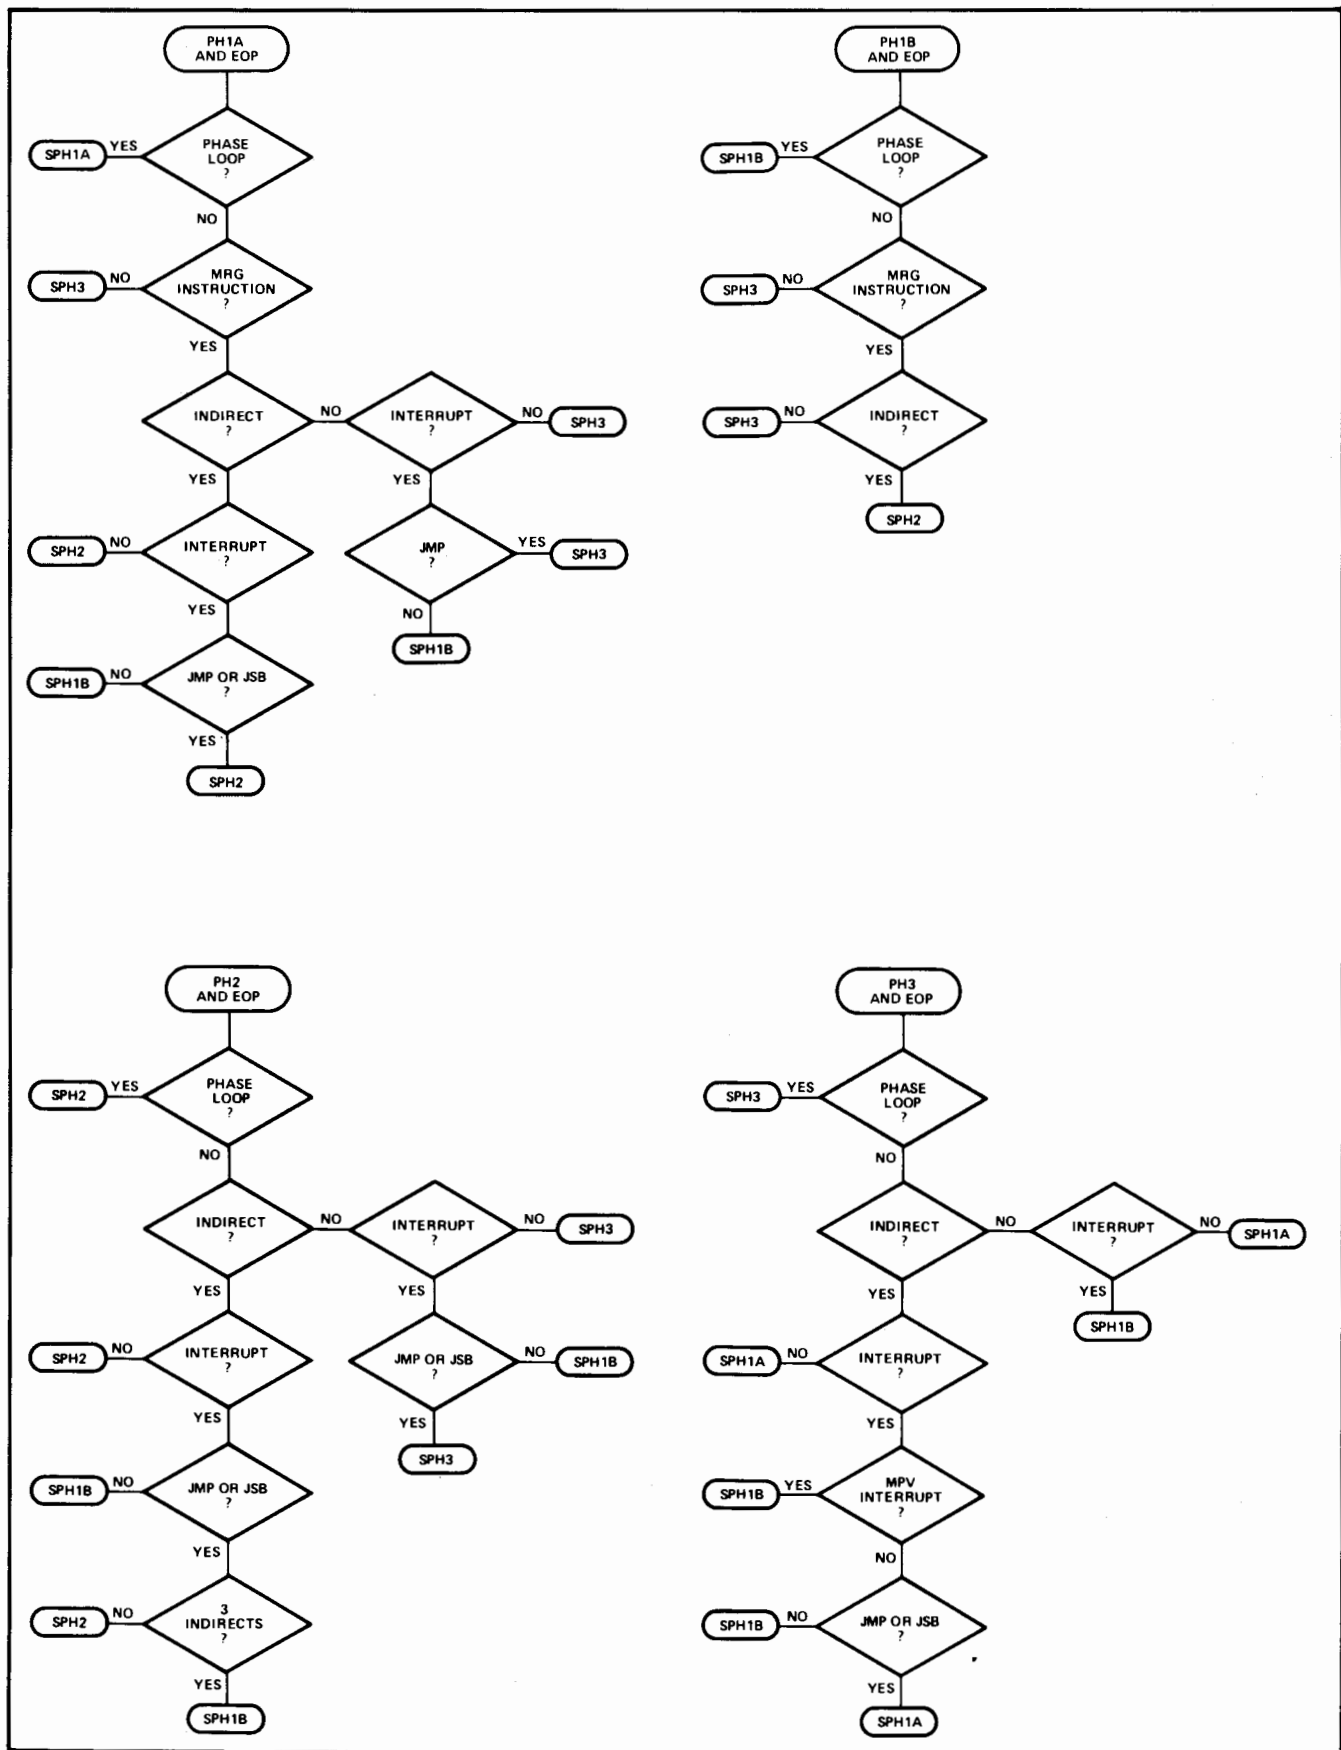 PH1A
AND EOP
PHASE
LOOP
?
YES
SPH1A
NO
MRG
INSTRUCTION
?
NO
SPH3
YES
INDIRECT
?
NO
INTERRUPT
?
NO
SPH3
YES
JMP
?
YES
SPH3
NO
SPH1B
YES
INTERRUPT
?
NO
SPH2
YES
JMP OR JSB
?
NO
SPH1B
YES
SPH2
PH1B
AND EOP
PHASE
LOOP
?
YES
SPH1B
NO
MRG
INSTRUCTION
?
NO
SPH3
YES
INDIRECT
?
NO
SPH3
YES
SPH2
PH2
AND EOP
PHASE
LOOP
?
YES
SPH2
NO
INDIRECT
?
NO
INTERRUPT
?
NO
SPH3
YES
JMP OR JSB
?
NO
SPH1B
YES
SPH3
YES
INTERRUPT
?
NO
SPH2
YES
JMP OR JSB
?
NO
SPH1B
YES
3
INDIRECTS
?
NO
SPH2
YES
SPH1B
PH3
AND EOP
PHASE
LOOP
?
YES
SPH3
NO
INDIRECT
?
NO
INTERRUPT
?
NO
SPH1A
YES
SPH1B
YES
INTERRUPT
?
NO
SPH1A
YES
MPV
INTERRUPT
?
YES
SPH1B
NO
JMP OR JSB
?
NO
SPH1B
YES
SPH1A